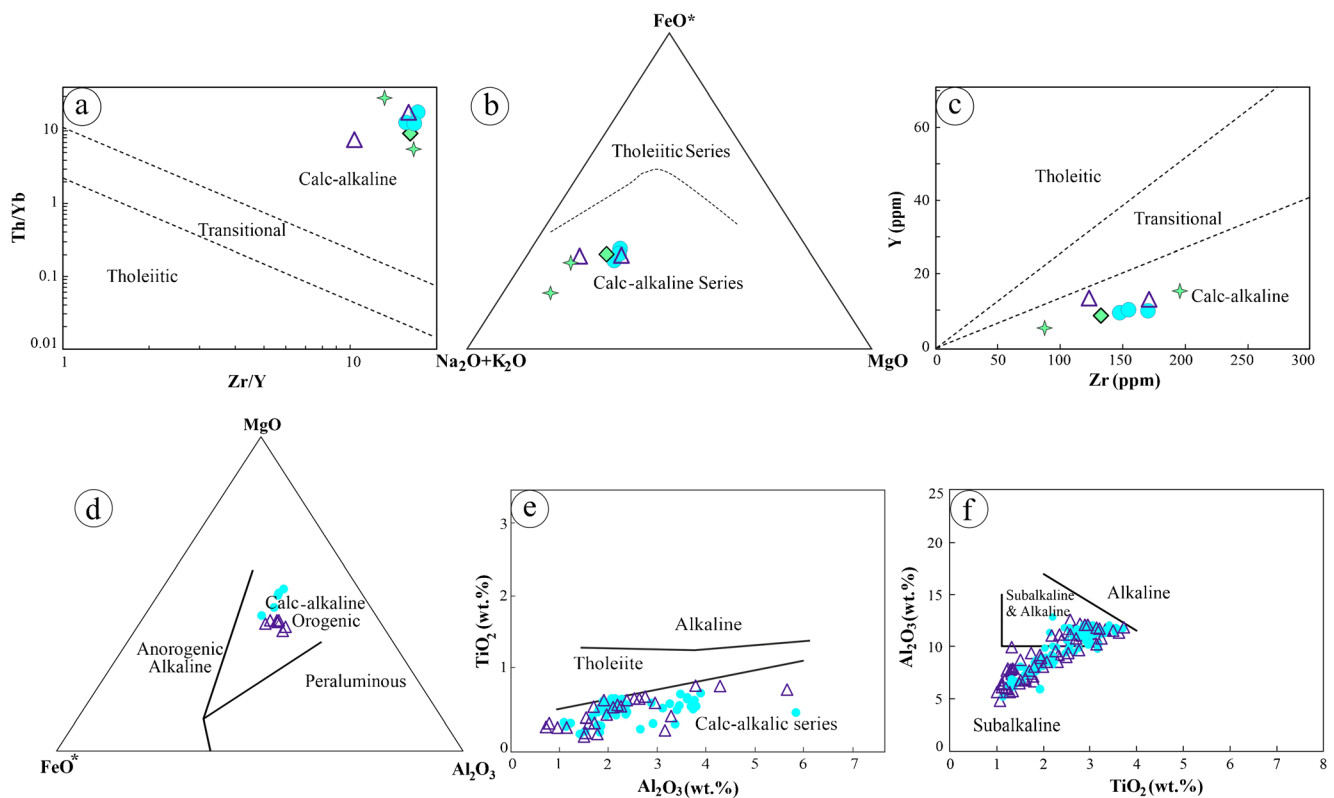 a
10
1
0.1
0.01
Th/Yb
Calc-alkaline
Transitional
Tholeiitic
1
10
Zr/Y
b
FeO*
Tholeiitic Series
Calc-alkaline Series
Na2O+K2O
MgO
c
60
40
20
0
Y (ppm)
Tholeitic
Transitional
Calc-alkaline
0
50
100
150
200
250
300
Zr (ppm)
d
MgO
Calc-alkaline
Orogenic
Anorogenic
Alkaline
Peraluminous
FeO*
Al2O3
e
3
2
1
0
TiO2 (wt.%)
Alkaline
Tholeiite
Calc-alkalic series
0
1
2
3
4
5
6
7
Al2O3 (wt.%)
f
25
20
15
10
5
0
Al2O3(wt.%)
Subalkaline
& Alkaline
Alkaline
Subalkaline
0
1
2
3
4
5
6
7
8
TiO2 (wt.%)